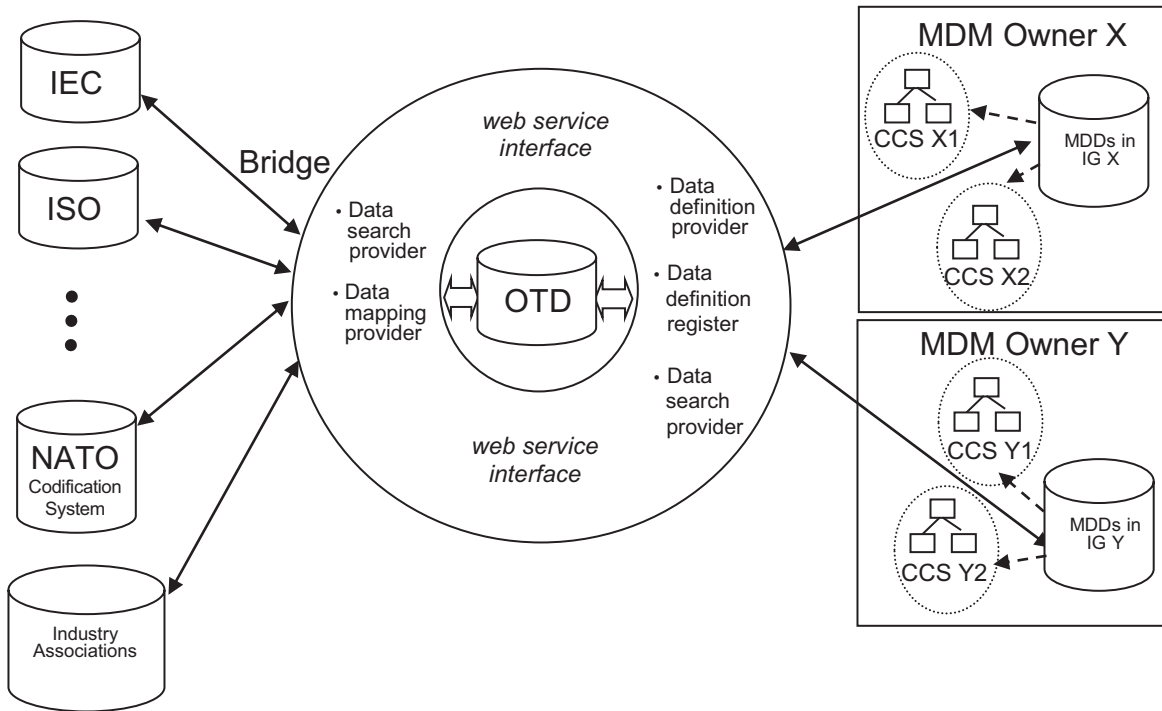 IEC
ISO
NATO
Codification
System
Industry
Associations
Bridge
web service
interface
• Data
search
provider
• Data
mapping
provider
OTD
• Data
definition
provider
• Data
definition
register
• Data
search
provider
web service
interface
MDM Owner X
CCS X1
MDDs in
IG X
CCS X2
MDM Owner Y
CCS Y1
MDDs in
IG Y
CCS Y2